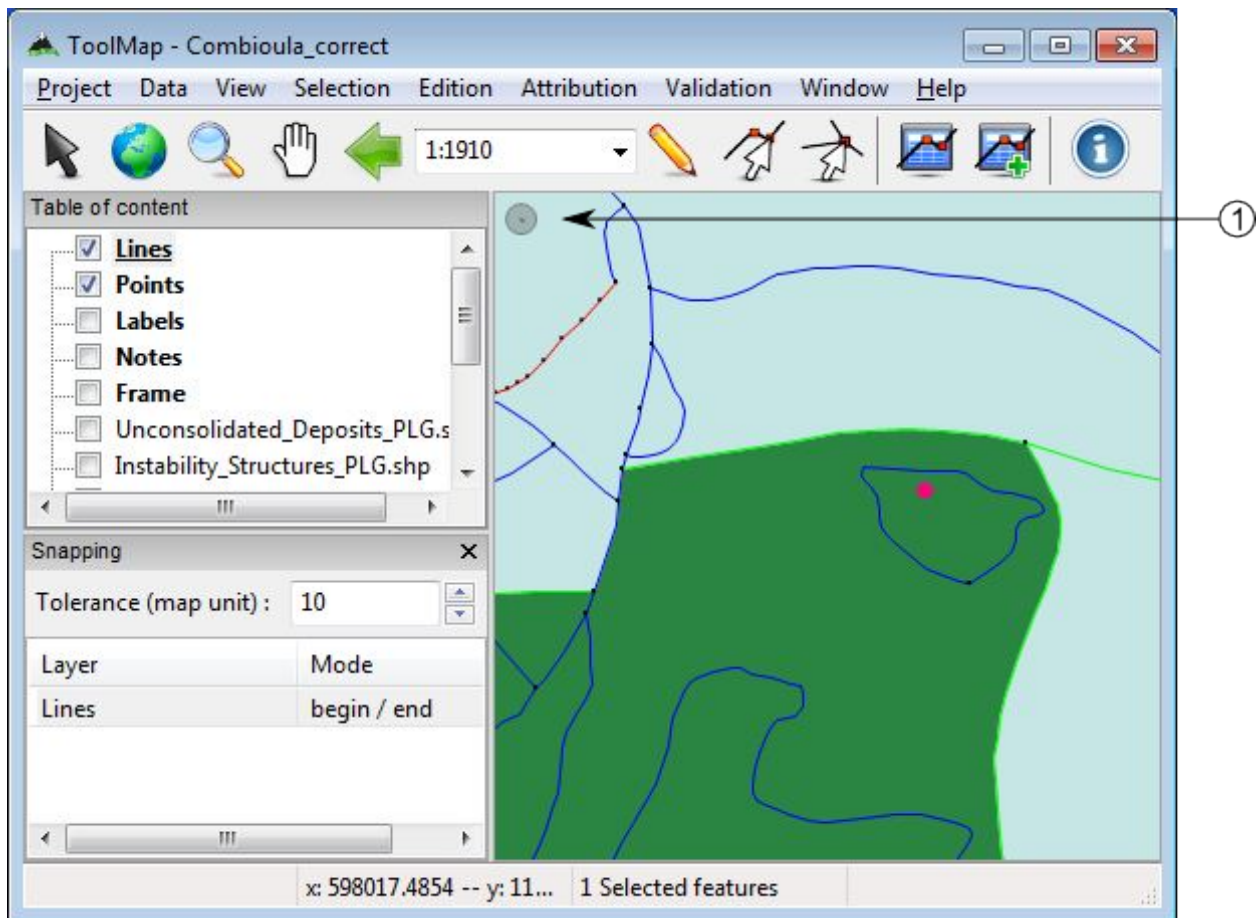 ToolMap - Combioula_correct
Project Data View Selection Edition Attribution Validation Window Help
1:1910
Table of content
Lines
Points
Labels
Notes
Frame
Unconsolidated_Deposits_PLG.s
Instability_Structures_PLG.shp
Snapping
Tolerance (map unit) : 10
Layer Mode
Lines begin / end
x: 598017.4854 -- y: 11... 1 Selected features
1